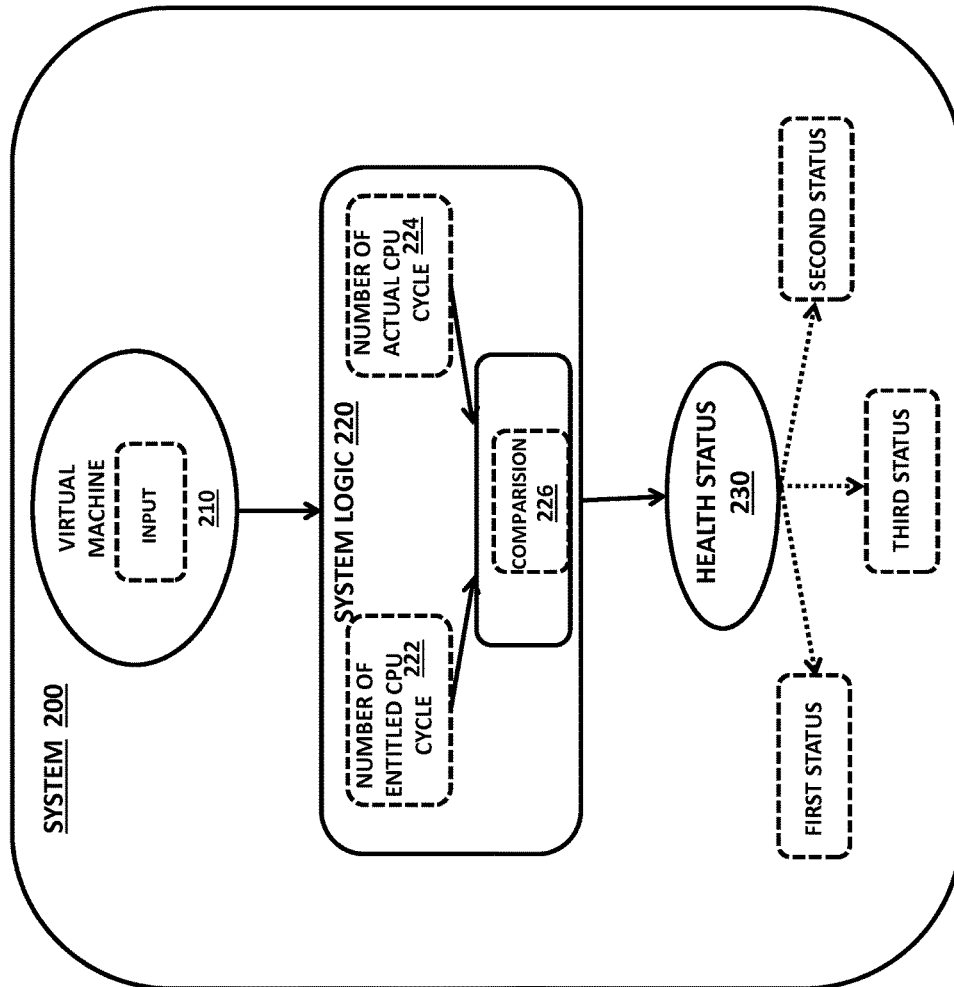 SYSTEM 200
VIRTUAL
MACHINE
INPUT
210
SYSTEM LOGIC 220
NUMBER OF
ENTITLED CPU
CYCLE 222
NUMBER OF
ACTUAL CPU
CYCLE 224
COMPARISION
226
HEALTH STATUS
230
FIRST STATUS
THIRD STATUS
SECOND STATUS